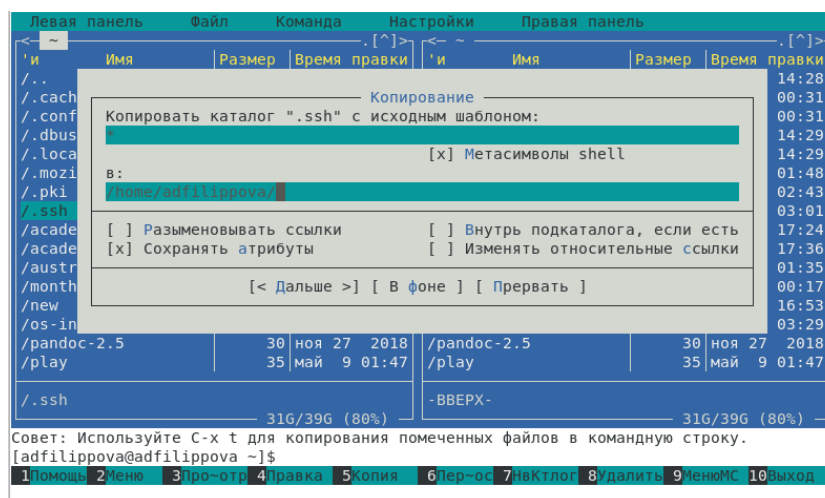 Левая панель Файл Команда Настройки Правая панель
<— ~ .[^]> <— ~ .[^]>
'и Имя Размер Время правки 'и Имя Размер Время правки
/.. 14:28
/.cach 00:31
/.conf 00:31
/.dbus 14:29
/.loca 14:29
/.mozi 01:48
/.pki 02:43
/.ssh 03:01
/acade 17:24
/acade 17:36
/austr 01:35
/month 00:17
/new 16:53
/os-in 03:29
Копирование
Копировать каталог ".ssh" с исходным шаблоном:
*
[x] Метасимволы shell
в:
/home/adfilippova/
[ ] Разыменовывать ссылки [ ] Внутрь подкаталога, если есть
[x] Сохранять атрибуты [ ] Изменять относительные ссылки
[< Дальше >] [ В фоне ] [ Прервать ]
/pandoc-2.5 30 ноя 27 2018 /pandoc-2.5 30 ноя 27 2018
/play 35 май 9 01:47 /play 35 май 9 01:47
/.ssh -ВВЕРХ-
31G/39G (80%) 31G/39G (80%)
Совет: Используйте C-x t для копирования помеченных файлов в командную строку.
[adfilippova@adfilippova ~]$
1Помощь 2Меню 3Про~отр 4Правка 5Копия 6Пер~ос 7НвКтлог 8Удалить 9МенюMC 10Выход